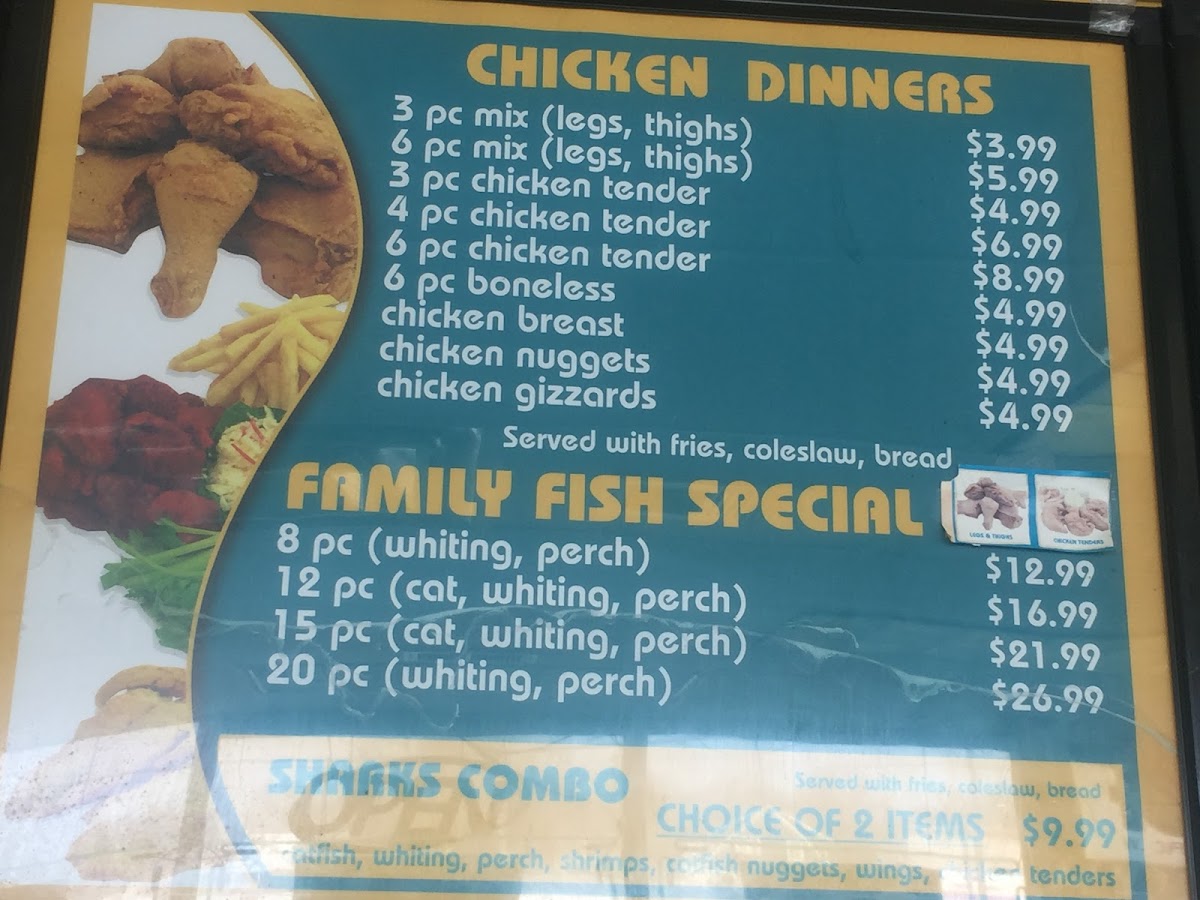 CHICKEN DINNERS
3 pc mix (legs, thighs) $3.99
6 pc mix (legs, thighs) $5.99
3 pc chicken tender $4.99
4 pc chicken tender $6.99
6 pc chicken tender $8.99
6 pc boneless $4.99
chicken breast $4.99
chicken nuggets $4.99
chicken gizzards $4.99
Served with fries, coleslaw, bread
FAMILY FISH SPECIAL
LEGS & THIGHS CHICKEN TENDERS
8 pc (whiting, perch) $12.99
12 pc (cat, whiting, perch) $16.99
15 pc (cat, whiting, perch) $21.99
20 pc (whiting, perch) $26.99
SHARKS COMBO
Served with fries, coleslaw, bread
OPEN
CHOICE OF 2 ITEMS $9.99
catfish, whiting, perch, shrimps, catfish nuggets, wings, chicken tenders